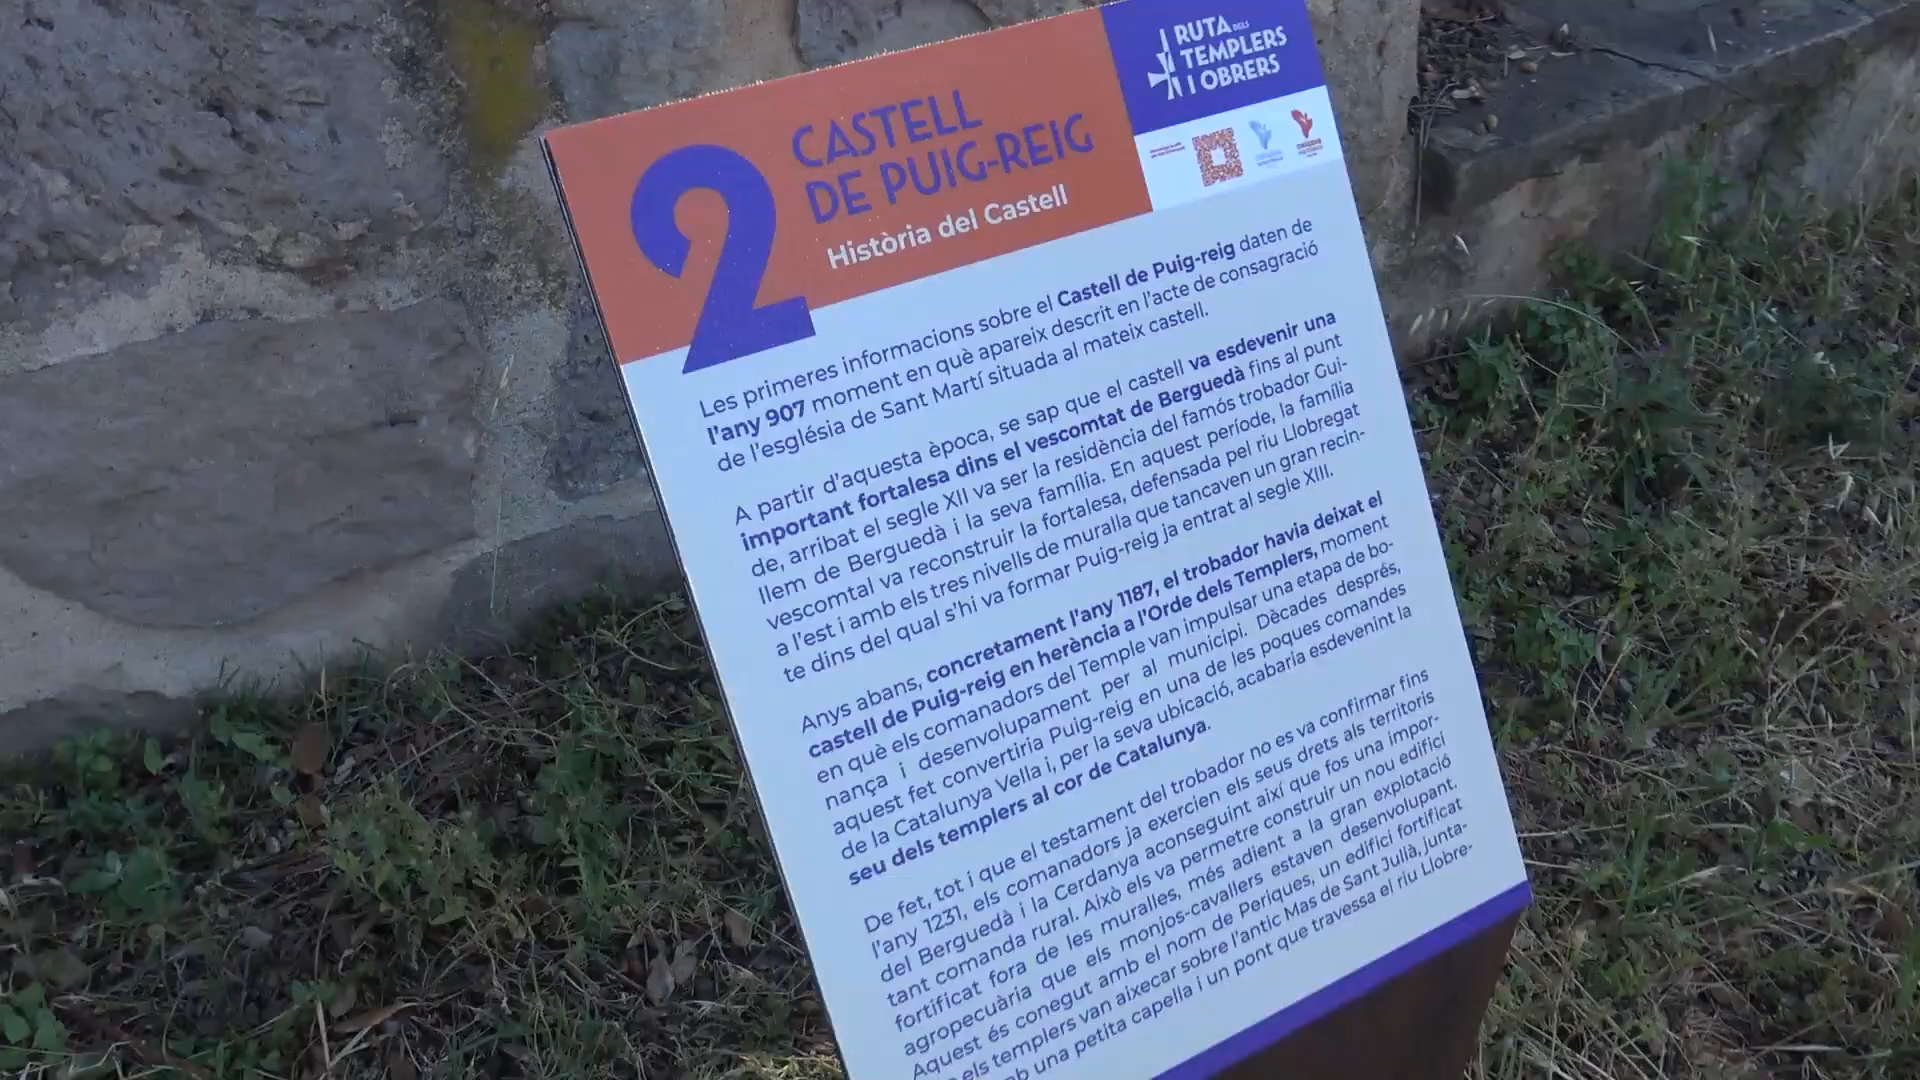 2
CASTELL
DE PUIG-REIG
Història del Castell
RUTA DELS
TEMPLERS
I OBRERS
Les primeres informacions sobre el Castell de Puig-reig daten de
l'any 907 moment en què apareix descrit en l'acte de consagració
de l'església de Sant Martí situada al mateix castell.
A partir d'aquesta època, se sap que el castell va esdevenir una
important fortalesa dins el vescomtat de Berguedà fins al punt
de, arribat el segle XII va ser la residència del famós trobador Gui-
llem de Berguedà i la seva família. En aquest període, la família
vescomtal va reconstruir la fortalesa, defensada pel riu Llobregat
a l'est i amb els tres nivells de muralla que tancaven un gran recin-
te dins del qual s'hi va formar Puig-reig ja entrat al segle XIII.
Anys abans, concretament l'any 1187, el trobador havia deixat el
castell de Puig-reig en herència a l'Orde dels Templers, moment
en què els comanadors del Temple van impulsar una etapa de bo-
nança i desenvolupament per al municipi. Dècades després,
aquest fet convertiria Puig-reig en una de les poques comandes
de la Catalunya Vella i, per la seva ubicació, acabaria esdevenint la
seu dels templers al cor de Catalunya.
De fet, tot i que el testament del trobador no es va confirmar fins
l'any 1231, els comanadors ja exercien els seus drets als territoris
del Berguedà i la Cerdanya aconseguint així que fos una impor-
tant comanda rural. Això els va permetre construir un nou edifici
fortificat fora de les muralles, més adient a la gran explotació
agropecuària que els monjos-cavallers estaven desenvolupant.
Aquest és conegut amb el nom de Periques, un edifici fortificat
els templers van aixecar sobre l'antic Mas de Sant Julià, junta-
una petita capella i un pont que travessa el riu Llobre-